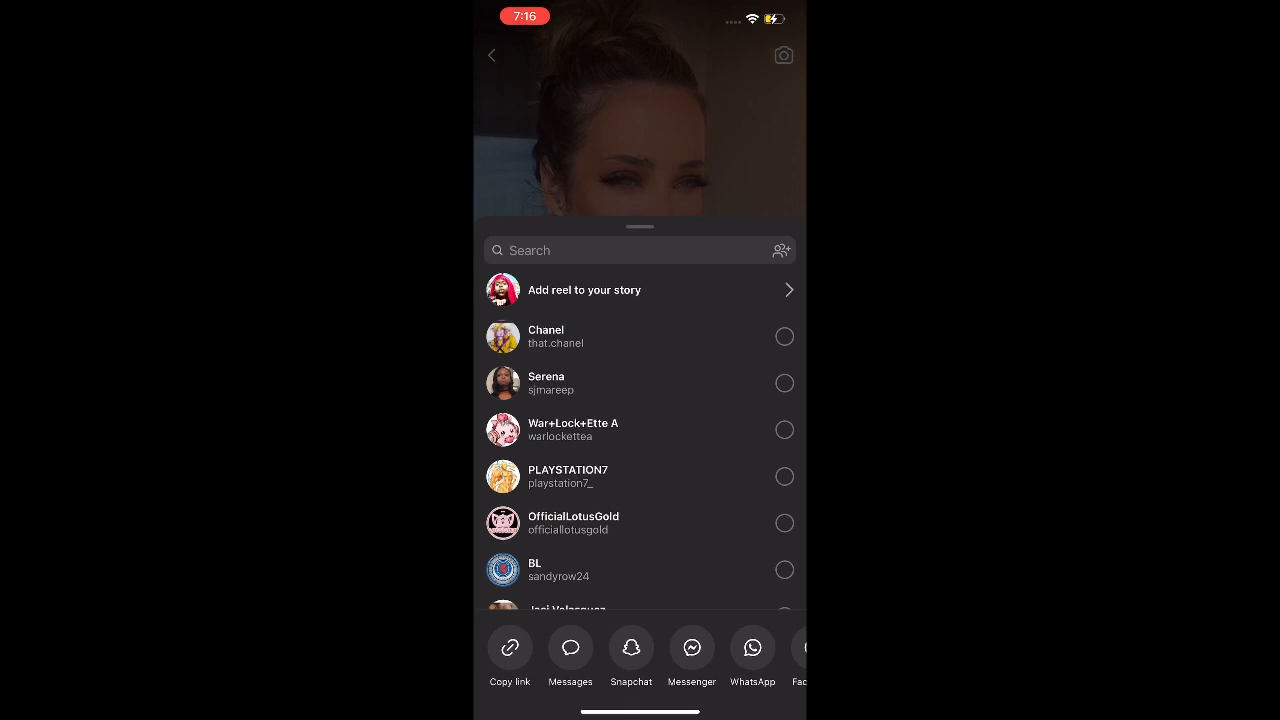 7:16
Search
Add reel to your story
Chanel
that.chanel
Serena
sjmareep
War+Lock+Ette A
warlockettea
PLAYSTATION7
playstation7_
OfficialLotusGold
officiallotusgold
BL
sandyrow24
Copy link
Messages
Snapchat
Messenger
WhatsApp
Fac